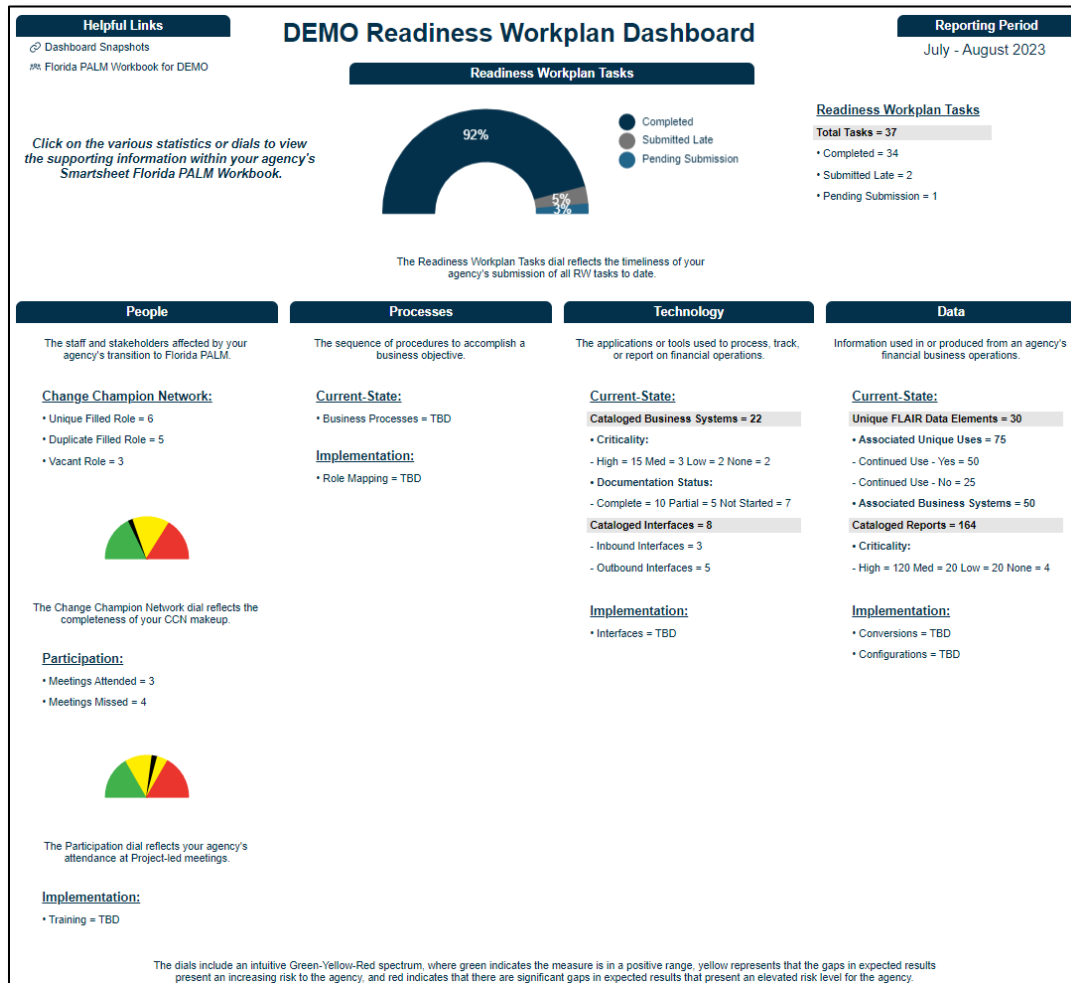 Helpful Links
Dashboard Snapshots
Florida PALM Workbook for DEMO
DEMO Readiness Workplan Dashboard
Reporting Period
July - August 2023
Click on the various statistics or dials to view
the supporting information within your agency's
Smartsheet Florida PALM Workbook.
Readiness Workplan Tasks
92%
5%
3%
Completed
Submitted Late
Pending Submission
The Readiness Workplan Tasks dial reflects the timeliness of your
agency's submission of all RW tasks to date.
Readiness Workplan Tasks
Total Tasks = 37
• Completed = 34
• Submitted Late = 2
• Pending Submission = 1
People
The staff and stakeholders affected by your
agency's transition to Florida PALM.
Change Champion Network:
• Unique Filled Role = 6
• Duplicate Filled Role = 5
• Vacant Role = 3
The Change Champion Network dial reflects the
completeness of your CCN makeup.
Participation:
• Meetings Attended = 3
• Meetings Missed = 4
The Participation dial reflects your agency's
attendance at Project-led meetings.
Implementation:
• Training = TBD
Processes
The sequence of procedures to accomplish a
business objective.
Current-State:
• Business Processes = TBD
Implementation:
• Role Mapping = TBD
Technology
The applications or tools used to process, track,
or report on financial operations.
Current-State:
Cataloged Business Systems = 22
• Criticality:
- High = 15 Med = 3 Low = 2 None = 2
• Documentation Status:
- Complete = 10 Partial = 5 Not Started = 7
Cataloged Interfaces = 8
- Inbound Interfaces = 3
- Outbound Interfaces = 5
Implementation:
• Interfaces = TBD
Data
Information used in or produced from an agency's
financial business operations.
Current-State:
Unique FLAIR Data Elements = 30
• Associated Unique Uses = 75
- Continued Use - Yes = 50
- Continued Use - No = 25
• Associated Business Systems = 50
Cataloged Reports = 164
• Criticality:
- High = 120 Med = 20 Low = 20 None = 4
Implementation:
• Conversions = TBD
• Configurations = TBD
The dials include an intuitive Green-Yellow-Red spectrum, where green indicates the measure is in a positive range, yellow represents that the gaps in expected results
present an increasing risk to the agency, and red indicates that there are significant gaps in expected results that present an elevated risk level for the agency.